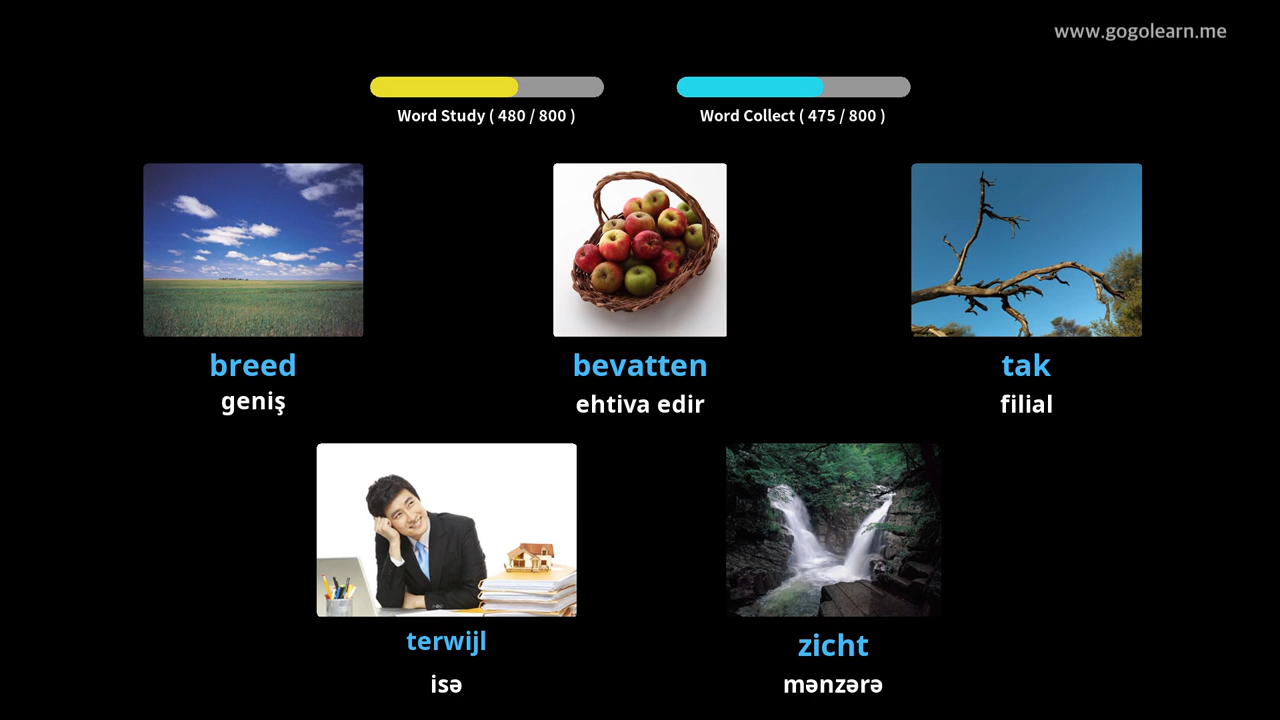 www.gogolearn.me
Word Study ( 480 / 800 )
Word Collect ( 475 / 800 )
breed
geniş
bevatten
ehtiva edir
tak
filial
terwijl
isə
zicht
mənzərə